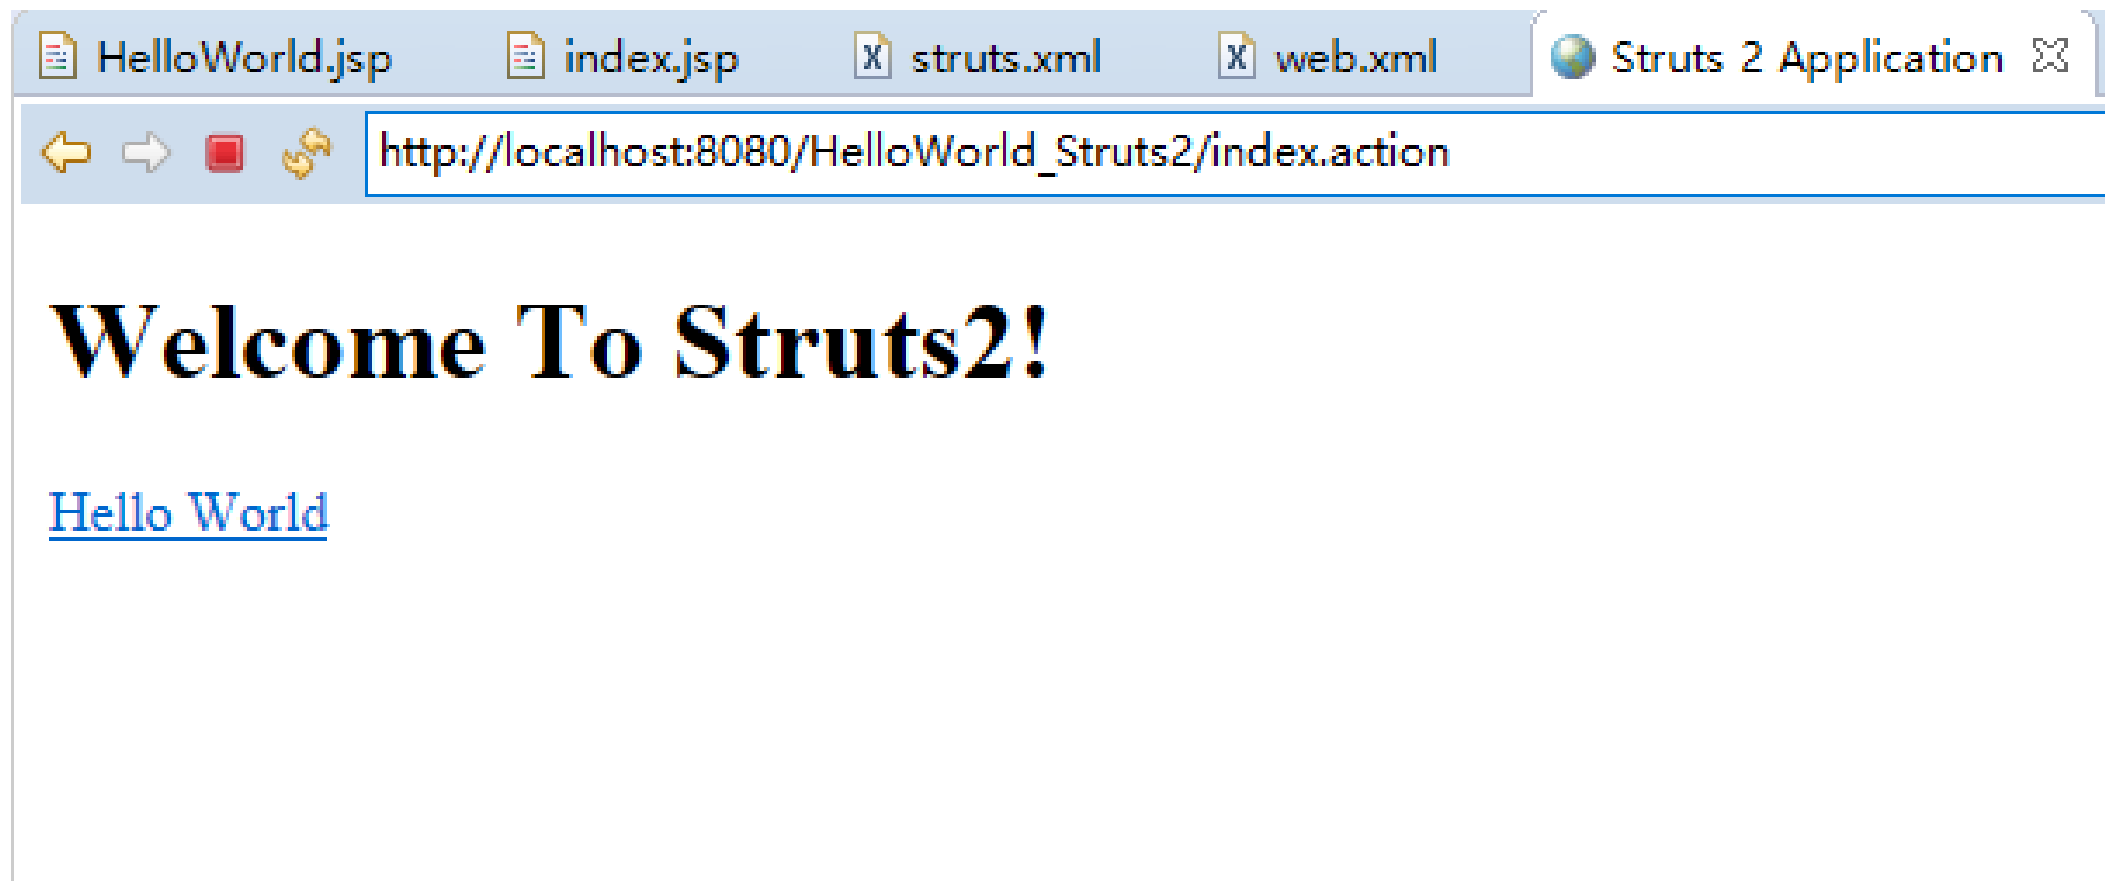 HelloWorld.jsp index.jsp struts.xml web.xml Struts 2 Application
http://localhost:8080/HelloWorld_Struts2/index.action
Welcome To Struts2!
Hello World